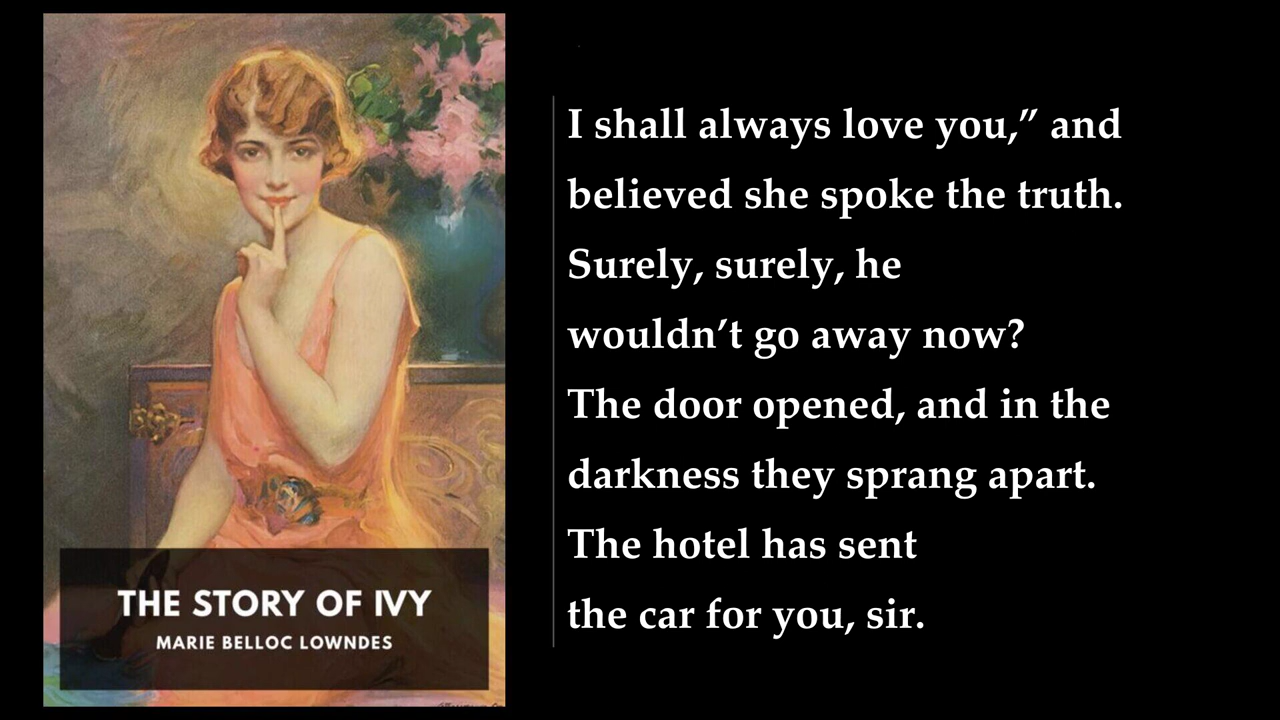 THE STORY OF IVY
MARIE BELLOC LOWNDES
I shall always love you,” and
believed she spoke the truth.
Surely, surely, he
wouldn’t go away now?
The door opened, and in the
darkness they sprang apart.
The hotel has sent
the car for you, sir.